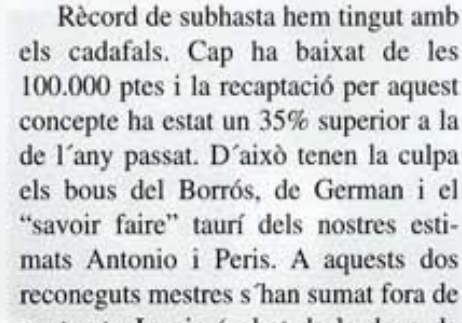 Rècord de subhasta hem tingut amb
els cadafals. Cap ha baixat de les
100.000 ptes i la recaptació per aquest
concepte ha estat un 35% superior a la
de l´any passat. D´això tenen la culpa
els bous del Borrós, de German i el
“savoir faire” taurí dels nostres esti-
mats Antonio i Peris. A aquests dos
reconeguts mestres s´han sumat fora de